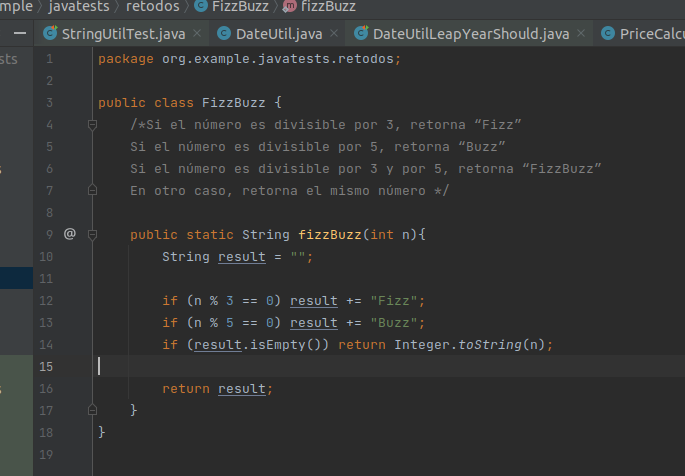 mple javatests retodos FizzBuzz fizzBuzz
StringUtilTest.java DateUtil.java DateUtilLeapYearShould.java PriceCalcu
sts
1 package org.example.javatests.retodos;
2
3 public class FizzBuzz {
4 /*Si el número es divisible por 3, retorna “Fizz”
5 Si el número es divisible por 5, retorna “Buzz”
6 Si el número es divisible por 3 y por 5, retorna “FizzBuzz”
7 En otro caso, retorna el mismo número */
8
9 @ public static String fizzBuzz(int n){
10 String result = "";
11
12 if (n % 3 == 0) result += "Fizz";
13 if (n % 5 == 0) result += "Buzz";
14 if (result.isEmpty()) return Integer.toString(n);
15
16 return result;
17 }
18 }
19